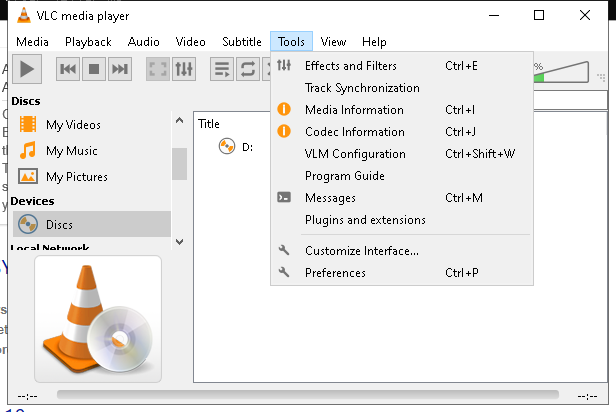 VLC media player
Media Playback Audio Video Subtitle Tools View Help
Effects and Filters Ctrl+E
Track Synchronization
Media Information Ctrl+I
Codec Information Ctrl+J
VLM Configuration Ctrl+Shift+W
Program Guide
Messages Ctrl+M
Plugins and extensions
Customize Interface...
Preferences Ctrl+P
%
Discs
My Videos
My Music
My Pictures
Devices
Discs
Local Network
Title
D:
--:-- --:--